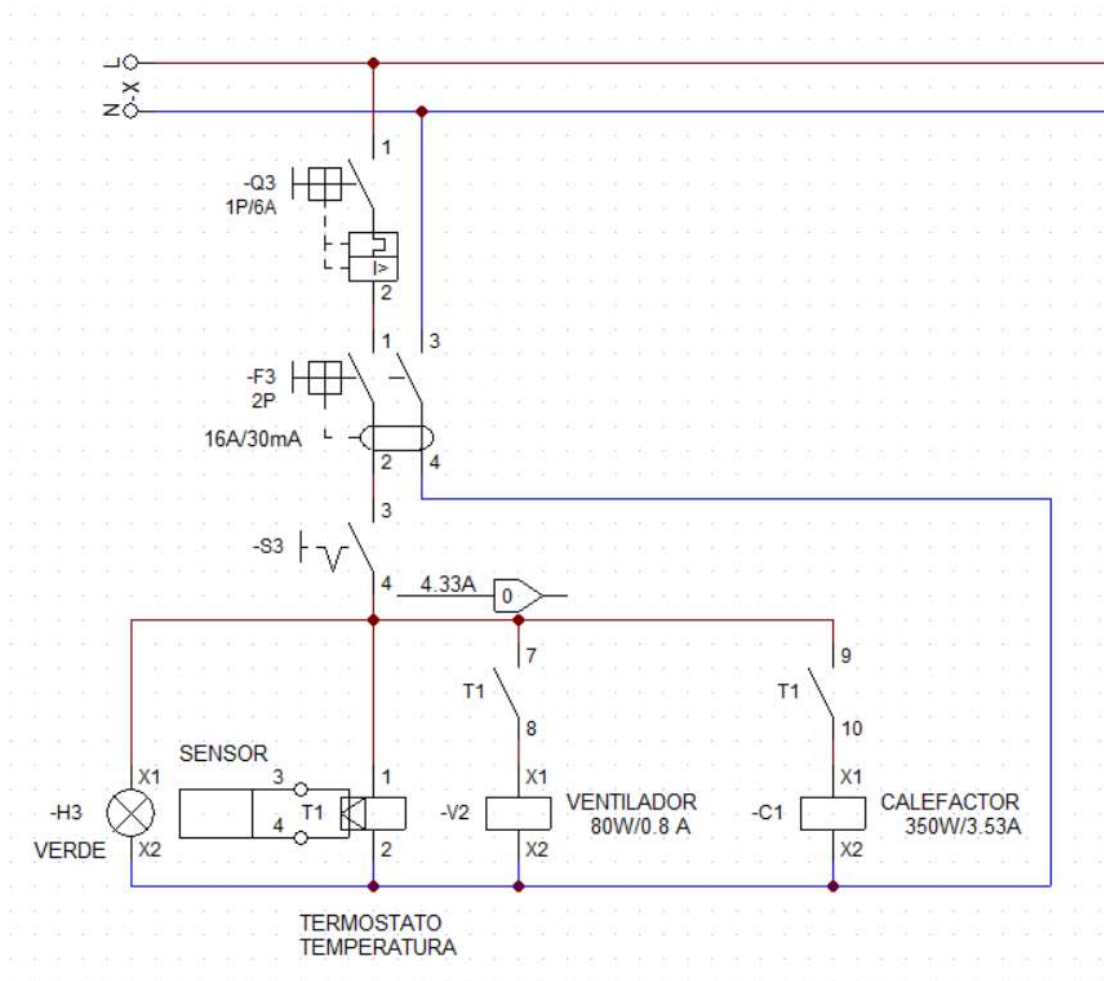 L
-X
N
1
-Q3
1P/6A
I>
2
1
3
-F3
2P
16A/30mA
2
4
3
-S3
4
4.33A
0
7
9
T1
T1
8
10
SENSOR
3
X1
1
X1
X1
-H3
T1
-V2
VENTILADOR
80W/0.8 A
-C1
CALEFACTOR
350W/3.53A
4
VERDE
X2
2
X2
X2
TERMOSTATO
TEMPERATURA